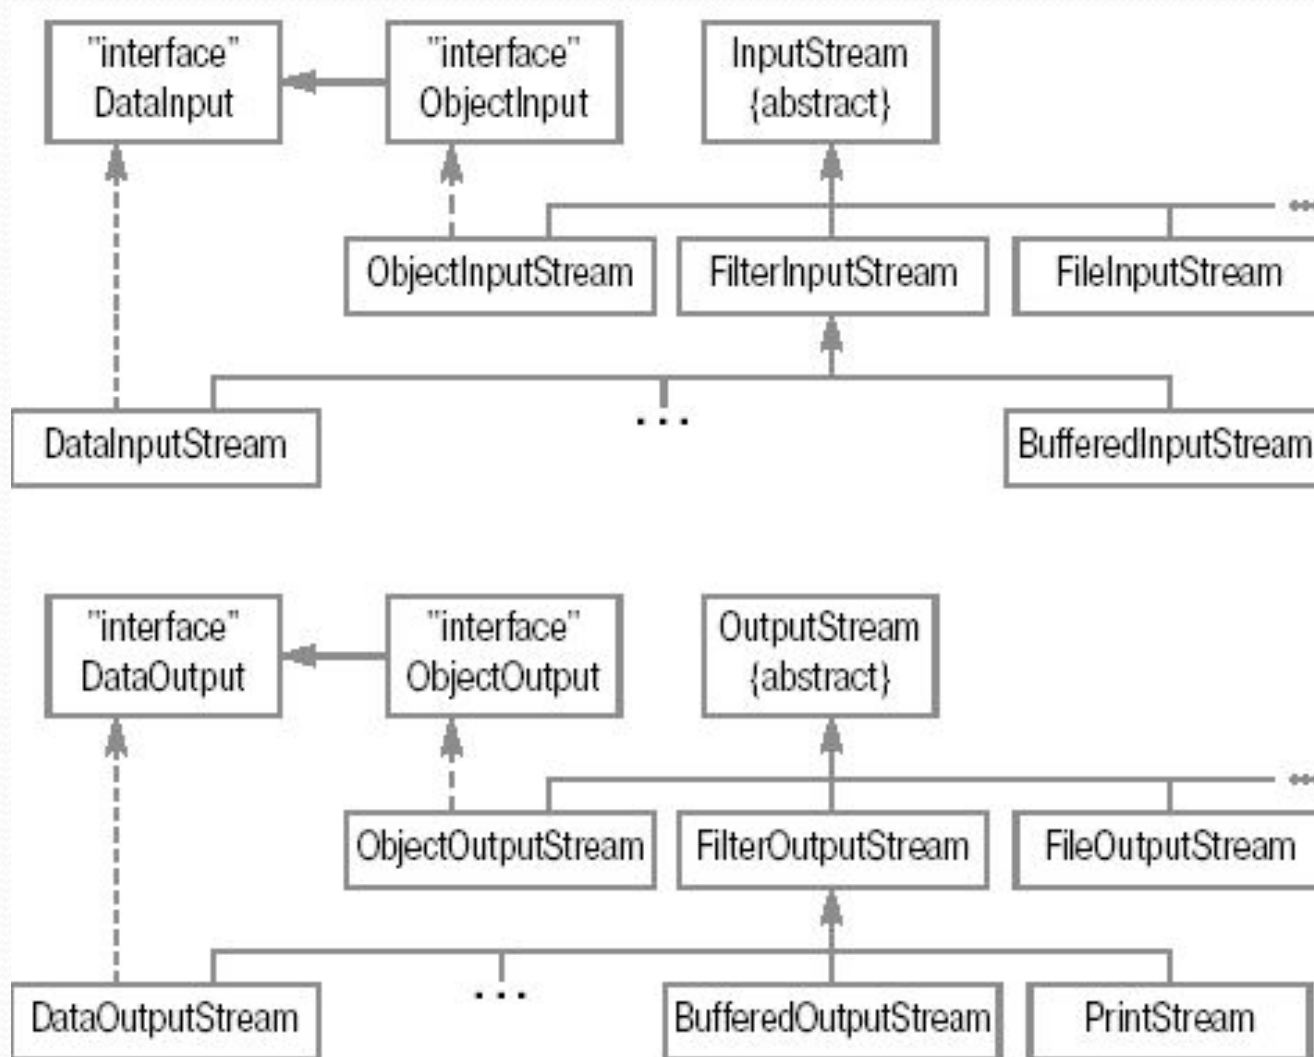 "interface"
DataInput
"interface"
ObjectInput
InputStream
{abstract}
ObjectInputStream
FilterInputStream
FileInputStream
...
DataInputStream
BufferedInputStream
"interface"
DataOutput
"interface"
ObjectOutput
OutputStream
{abstract}
ObjectOutputStream
FilterOutputStream
FileOutputStream
...
DataOutputStream
BufferedOutputStream
PrintStream